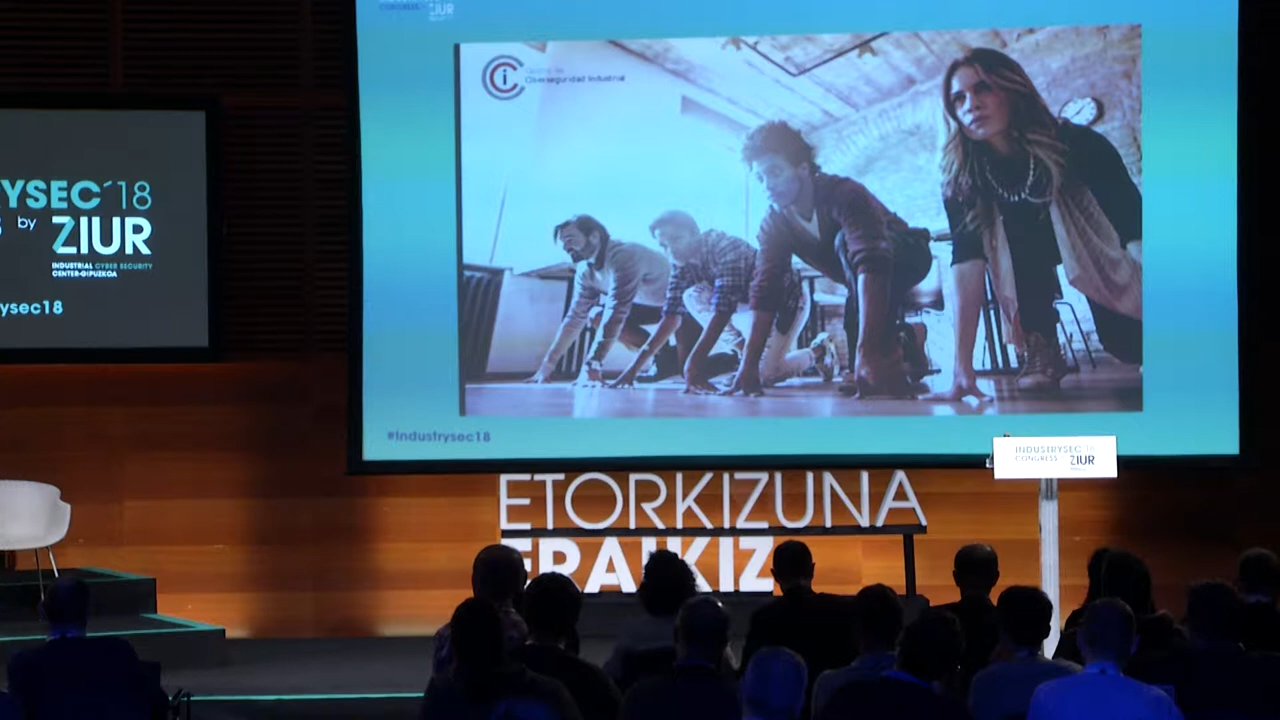 ZIUR
Ciberseguridad Industrial
RYSEC´18
by ZIUR
INDUSTRIAL CYBER SECURITY
CENTER-GIPUZKOA
ysec18
#industrysec18
INDUSTRYSEC´18
CONGRESS
ZIUR
ETORKIZUNA
ERAIKIZ